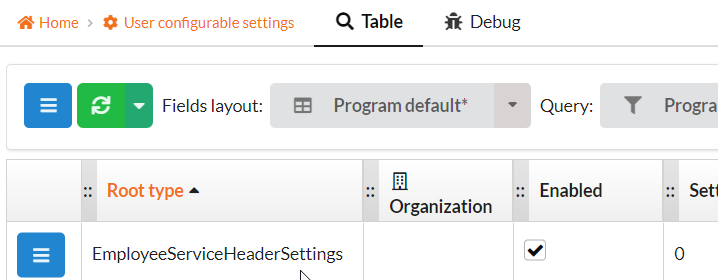 Home > User configurable settings Table Debug
Fields layout: Program default* Query: Progra
:: Root type :: Organization :: Enabled :: Sett
EmployeeServiceHeaderSettings 0